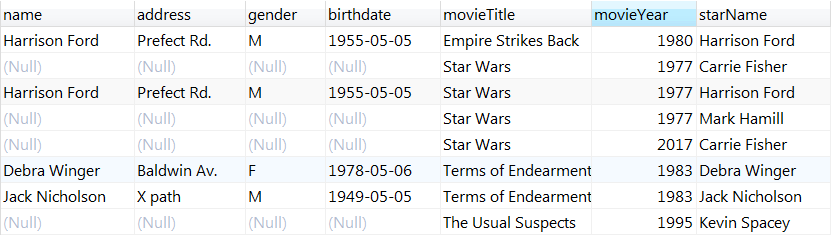 name address gender birthdate movieTitle movieYear starName
Harrison Ford Prefect Rd. M 1955-05-05 Empire Strikes Back 1980 Harrison Ford
(Null) (Null) (Null) (Null) Star Wars 1977 Carrie Fisher
Harrison Ford Prefect Rd. M 1955-05-05 Star Wars 1977 Harrison Ford
(Null) (Null) (Null) (Null) Star Wars 1977 Mark Hamill
(Null) (Null) (Null) (Null) Star Wars 2017 Carrie Fisher
Debra Winger Baldwin Av. F 1978-05-06 Terms of Endearment 1983 Debra Winger
Jack Nicholson X path M 1949-05-05 Terms of Endearment 1983 Jack Nicholson
(Null) (Null) (Null) (Null) The Usual Suspects 1995 Kevin Spacey